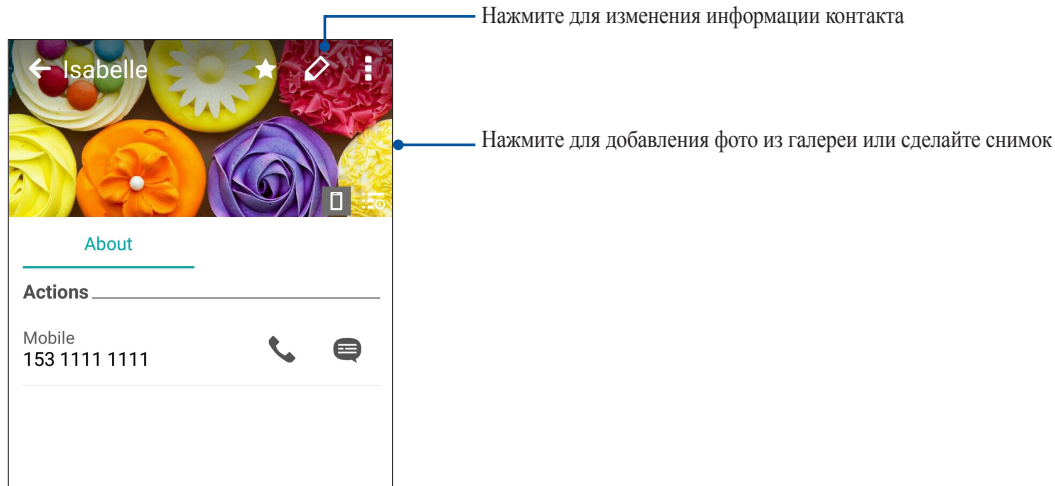 Нажмите для изменения информации контакта
Isabelle
Нажмите для добавления фото из галереи или сделайте снимок
About
Actions
Mobile
153 1111 1111